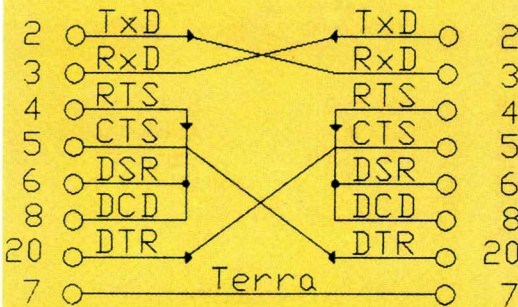 2 TxD TxD 2
3 RxD RxD 3
4 RTS RTS 4
5 CTS CTS 5
6 DSR DSR 6
8 DCD DCD 8
20 DTR DTR 20
7 Terra 7